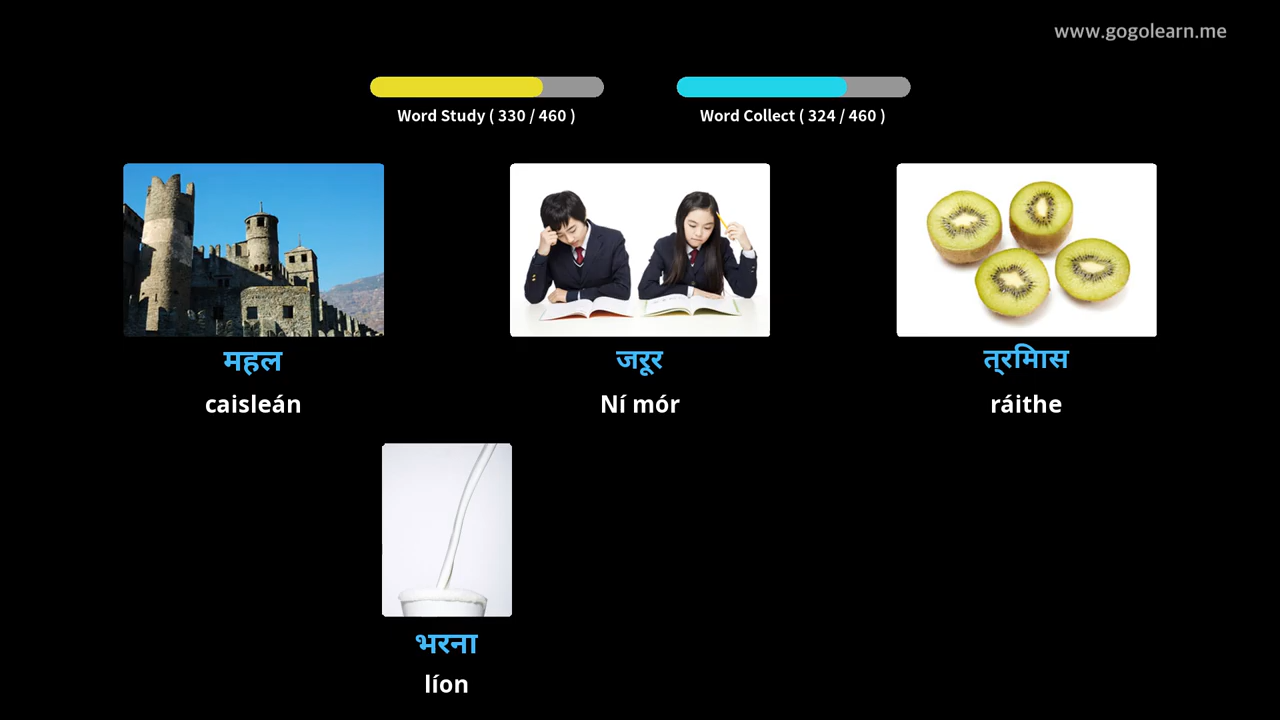 www.gogolearn.me
Word Study ( 330 / 460 )
Word Collect ( 324 / 460 )
महल
जरूर
त्रमिास
caisleán
Ní mór
ráithe
भरना
líon